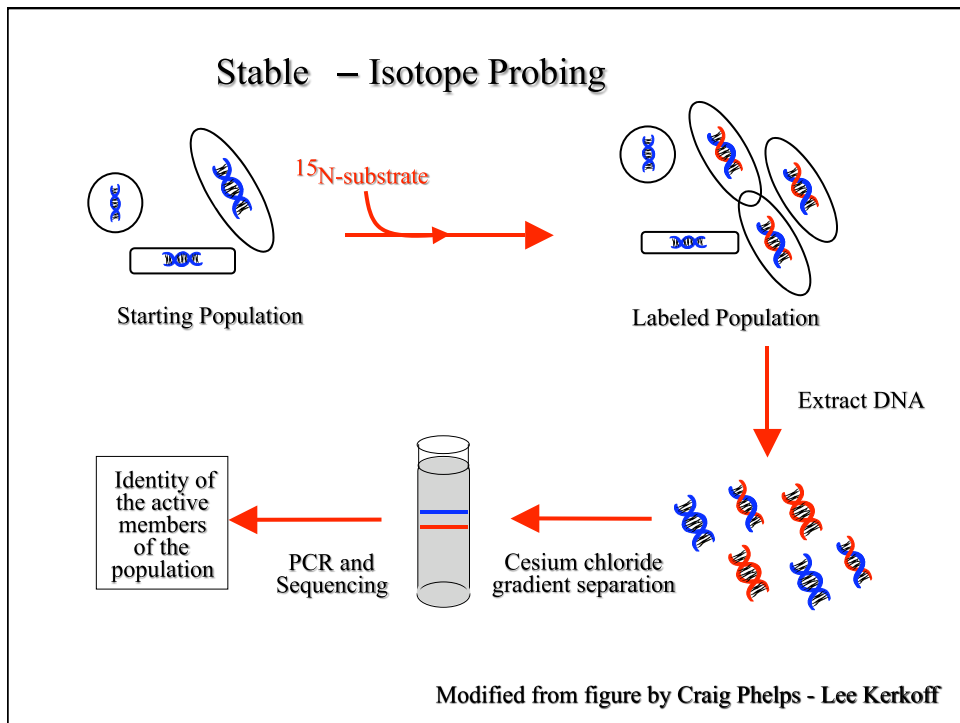 Stable – Isotope Probing
15N-substrate
Starting Population
Labeled Population
Extract DNA
Cesium chloride
gradient separation
PCR and
Sequencing
Identity of
the active
members
of the
population
Modified from figure by Craig Phelps - Lee Kerkoff